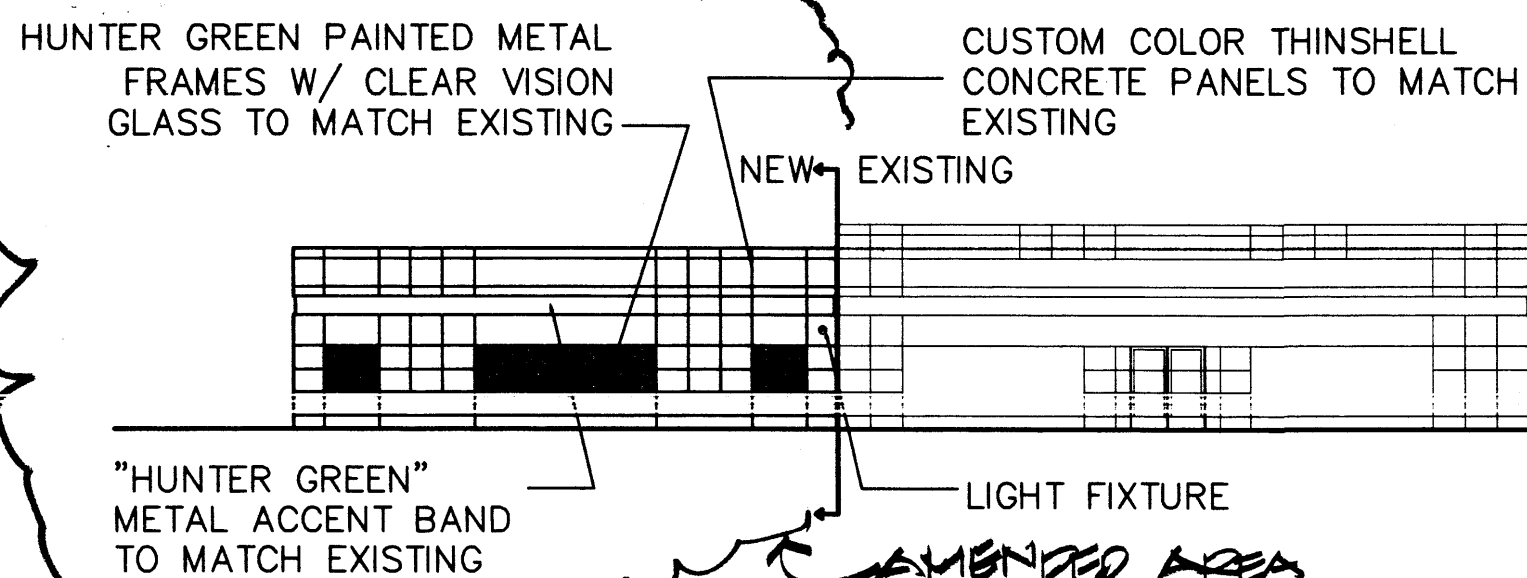 HUNTER GREEN PAINTED METAL
FRAMES W/ CLEAR VISION
GLASS TO MATCH EXISTING
CUSTOM COLOR THINSHELL
CONCRETE PANELS TO MATCH
EXISTING
NEW EXISTING
"HUNTER GREEN"
METAL ACCENT BAND
TO MATCH EXISTING
LIGHT FIXTURE
AMENDED AREA